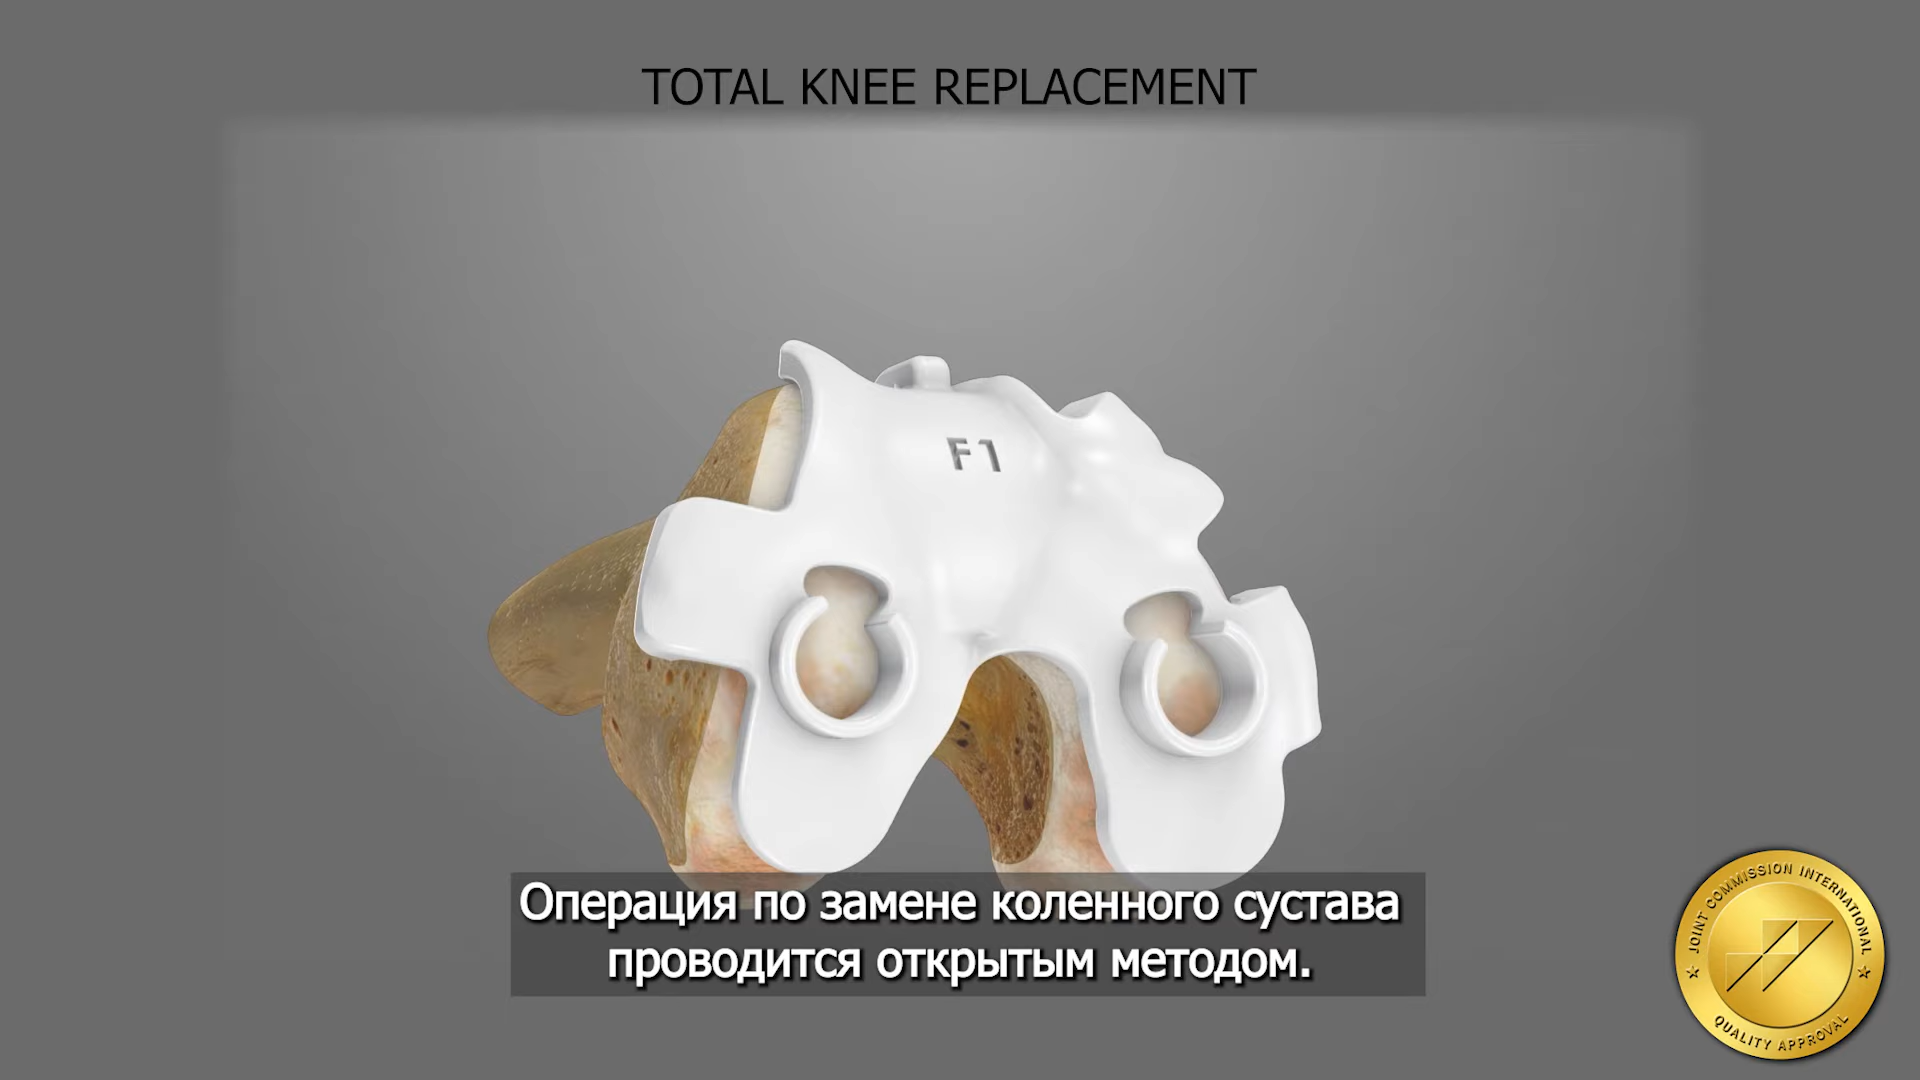 TOTAL KNEE REPLACEMENT
F1
Операция по замене коленного сустава
проводится открытым методом.
JOINT COMMISSION INTERNATIONAL
QUALITY APPROVAL